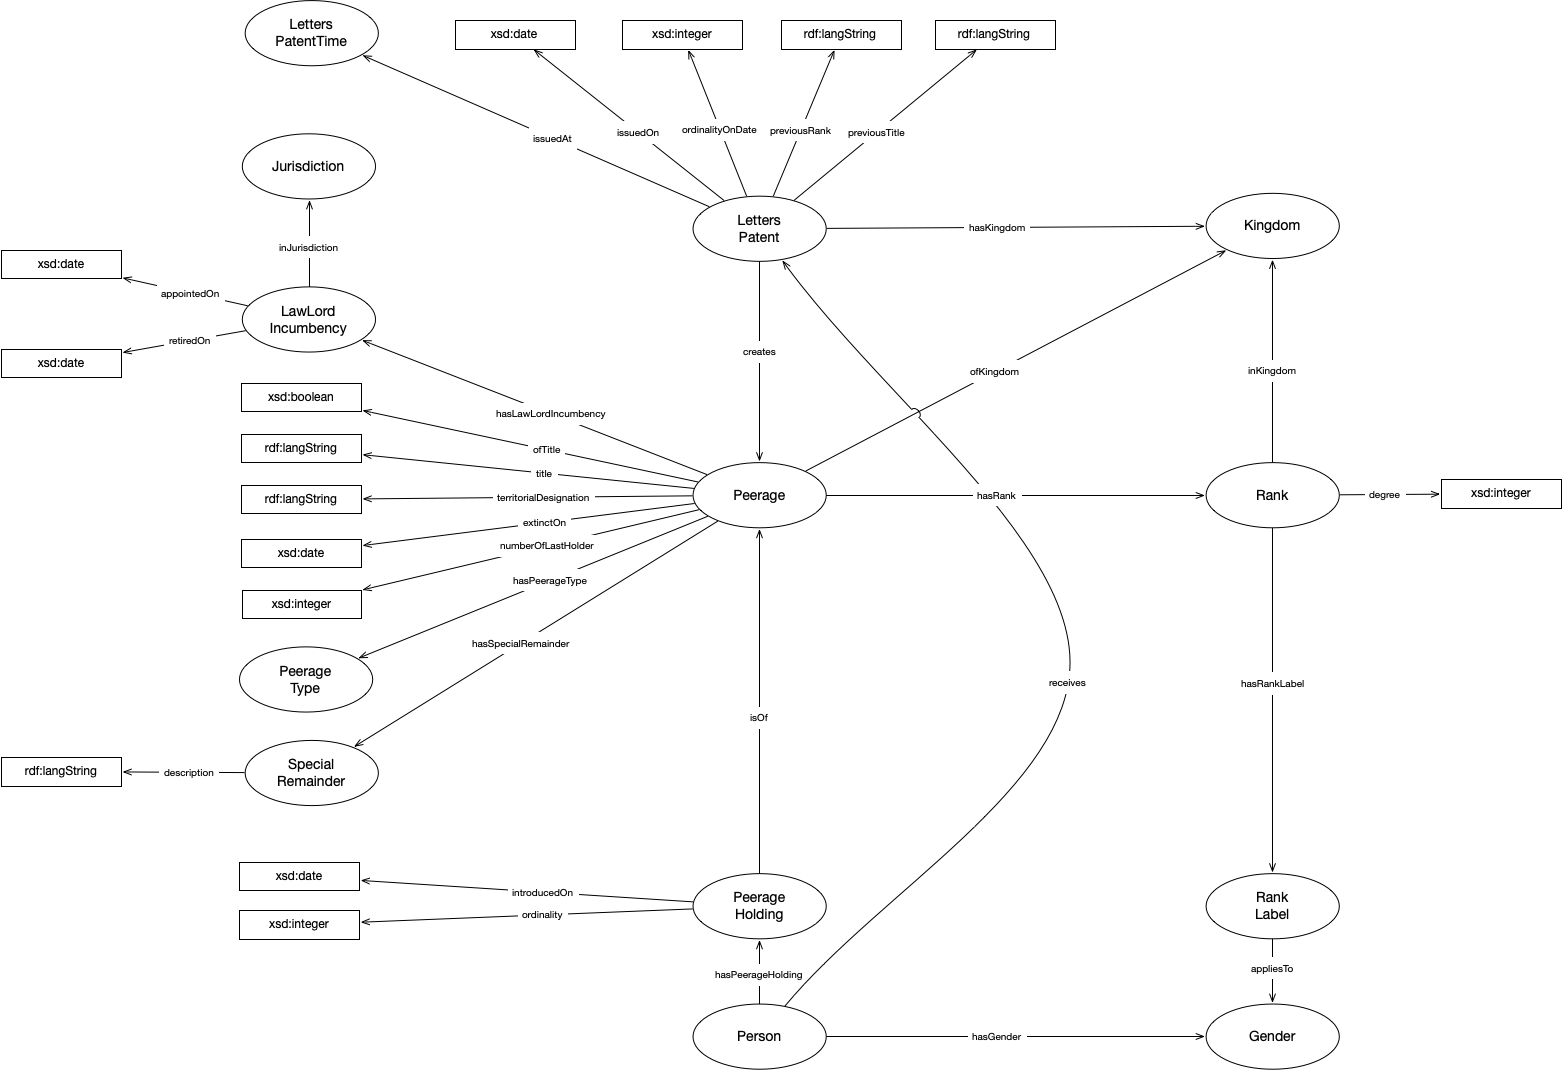 Letters
PatentTime
xsd:date
xsd:integer
rdf:langString
rdf:langString
issuedAt
issuedOn
ordinalityOnDate
previousRank
previousTitle
Jurisdiction
Letters
Patent
hasKingdom
Kingdom
inJurisdiction
xsd:date
appointedOn
LawLord
Incumbency
retiredOn
xsd:date
creates
ofKingdom
inKingdom
xsd:boolean
hasLawLordIncumbency
rdf:langString
ofTitle
title
rdf:langString
territorialDesignation
Peerage
hasRank
Rank
degree
xsd:integer
extinctOn
xsd:date
numberOfLastHolder
hasPeerageType
xsd:integer
hasSpecialRemainder
Peerage
Type
receives
hasRankLabel
isOf
rdf:langString
description
Special
Remainder
xsd:date
introducedOn
ordinality
xsd:integer
Peerage
Holding
Rank
Label
hasPeerageHolding
appliesTo
Person
hasGender
Gender